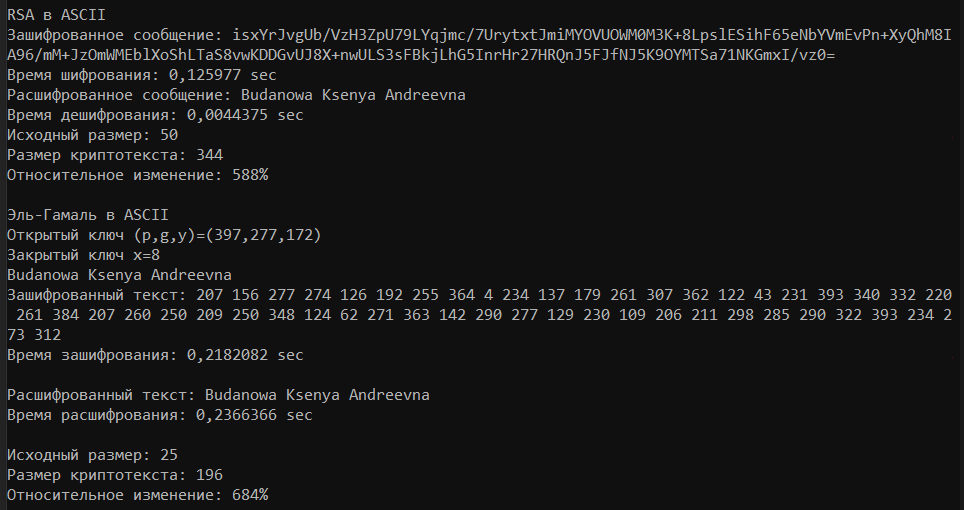 RSA в ASCII
Зашифрованное сообщение: isxYrJvgUb/VzH3ZpU79LYqjmc/7UrytxtJmiMYOVUOWM0M3K+8LpslESihF65eNbYVmEvPn+XyQhM8I
A96/mM+JzOmWMEblXoShLTaS8vwKDDGvUJ8X+nwULS3sFBkjLhG5InrHr27HRQnJ5FJfNJ5K9OYMTSa71NKGmxI/vz0=
Время шифрования: 0,125977 sec
Расшифрованное сообщение: Budanowa Ksenya Andreevna
Время дешифрования: 0,0044375 sec
Исходный размер: 50
Размер криптотекста: 344
Относительное изменение: 588%
Эль-Гамаль в ASCII
Открытый ключ (p,g,y)=(397,277,172)
Закрытый ключ x=8
Budanowa Ksenya Andreevna
Зашифрованный текст: 207 156 277 274 126 192 255 364 4 234 137 179 261 307 362 122 43 231 393 340 332 220
261 384 207 260 250 209 250 348 124 62 271 363 142 290 277 129 230 109 206 211 298 285 290 322 393 234 2
73 312
Время зашифрования: 0,2182082 sec
Расшифрованный текст: Budanowa Ksenya Andreevna
Время расшифрования: 0,2366366 sec
Исходный размер: 25
Размер криптотекста: 196
Относительное изменение: 684%